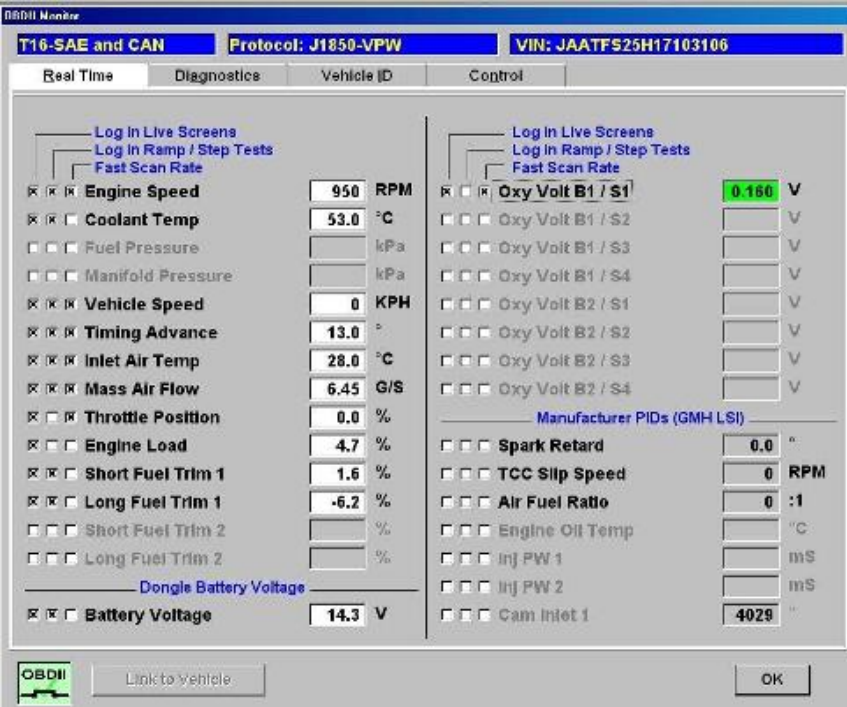 OBDII Monitor
T16-SAE and CAN Protocol: J1850-VPW VIN: JAATFS25H17103106
Real Time Diagnostics Vehicle ID Control
Log In Live Screens
Log In Ramp / Step Tests
Fast Scan Rate
Engine Speed 950 RPM
Coolant Temp 53.0 °C
Fuel Pressure kPa
Manifold Pressure kPa
Vehicle Speed 0 KPH
Timing Advance 13.0 °
Inlet Air Temp 28.0 °C
Mass Air Flow 6.45 G/S
Throttle Position 0.0 %
Engine Load 4.7 %
Short Fuel Trim 1 1.6 %
Long Fuel Trim 1 -6.2 %
Short Fuel Trim 2 %
Long Fuel Trim 2 %
Dongle Battery Voltage
Battery Voltage 14.3 V
Log In Live Screens
Log In Ramp / Step Tests
Fast Scan Rate
Oxy Volt B1 / S1 0.160 V
Oxy Volt B1 / S2 V
Oxy Volt B1 / S3 V
Oxy Volt B1 / S4 V
Oxy Volt B2 / S1 V
Oxy Volt B2 / S2 V
Oxy Volt B2 / S3 V
Oxy Volt B2 / S4 V
Manufacturer PIDs (GMH LSI)
Spark Retard 0.0 °
TCC Slip Speed 0 RPM
Air Fuel Ratio 0 :1
Engine Oil Temp °C
Inj PW 1 mS
Inj PW 2 mS
Cam Inlet 1 4029 °
OBDII Link to Vehicle OK